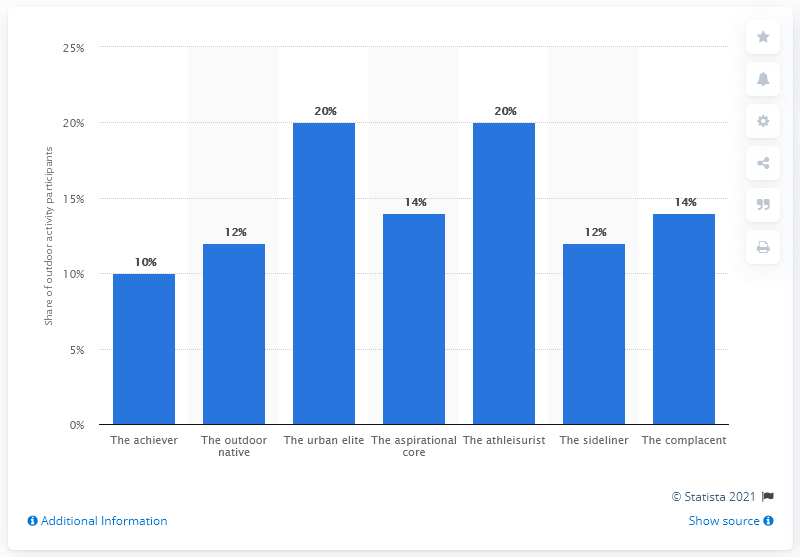 25%
20%
15%
10%
5%
0%
Share of outdoor activity participants
10%
12%
20%
14%
20%
12%
14%
The achiever
The outdoor
native
The urban elite
The aspirational
core
The athleisurist
The sideliner
The complacent
© Statista 2021
Additional Information
Show source